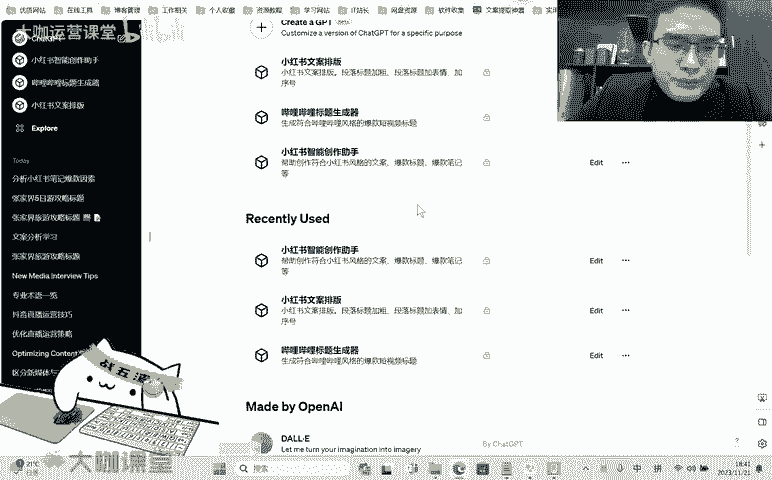 优质网站
在线工具
博客管理
工作相关
个人收藏
资源网站
学习网站
IT站长
网盘资源
软件收集
文案提取神器
大咖运营课堂
bilibili
ChatGPT
小红书智能创作助手
哔哩哔哩标题生成器
小红书文案排版
Explore
Today
分析小红书笔记爆款因素
张家界5日游攻略标题
张家界旅游攻略标题
文案分析学习
张家界旅游攻略标题
New Media Interview Tips
专业术语一览
抖音直播运营技巧
优化直播运营策略
Optimizing Content
区分新媒体与
Create a GPT
Customize a version of ChatGPT for a specific purpose
小红书文案排版
小红书文案排版，段落标题加粗、段落标题加表情、加
序号
哔哩哔哩标题生成器
生成符合哔哩哔哩风格的爆款短视频标题
小红书智能创作助手
帮助创作符合小红书风格的文案、爆款标题、爆款笔记
等
Edit
Recently Used
小红书智能创作助手
帮助创作符合小红书风格的文案、爆款标题、爆款笔记
等
Edit
小红书文案排版
小红书文案排版，段落标题加粗、段落标题加表情、加
序号
Edit
哔哩哔哩标题生成器
生成符合哔哩哔哩风格的爆款短视频标题
Edit
Made by OpenAI
DALL·E
Let me turn your imagination into imagery
By ChatGPT
大咖课堂
21°C
搜索
中
拼
18:41
2023/11/21